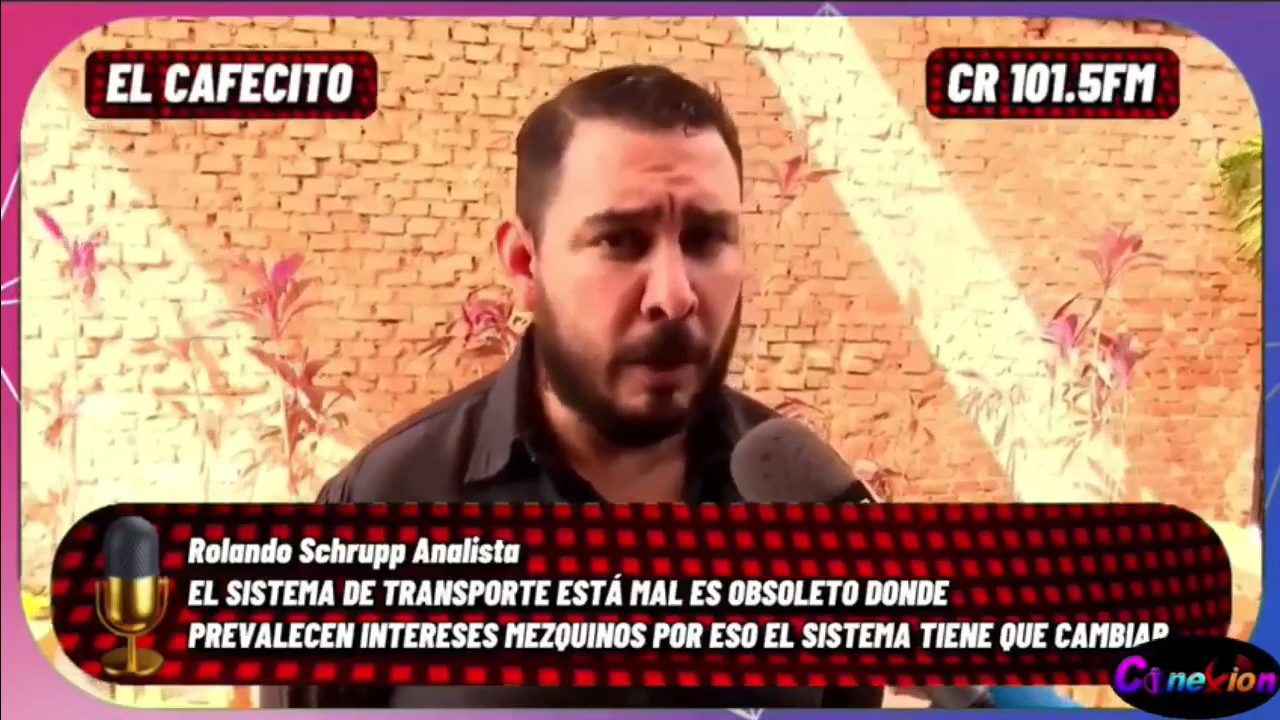 EL CAFECITO
CR 101.5FM
Rolando Schrupp Analista
EL SISTEMA DE TRANSPORTE ESTÁ MAL ES OBSOLETO DONDE
PREVALECEN INTERESES MEZQUINOS POR ESO EL SISTEMA TIENE QUE CAMBIAR
Conexion